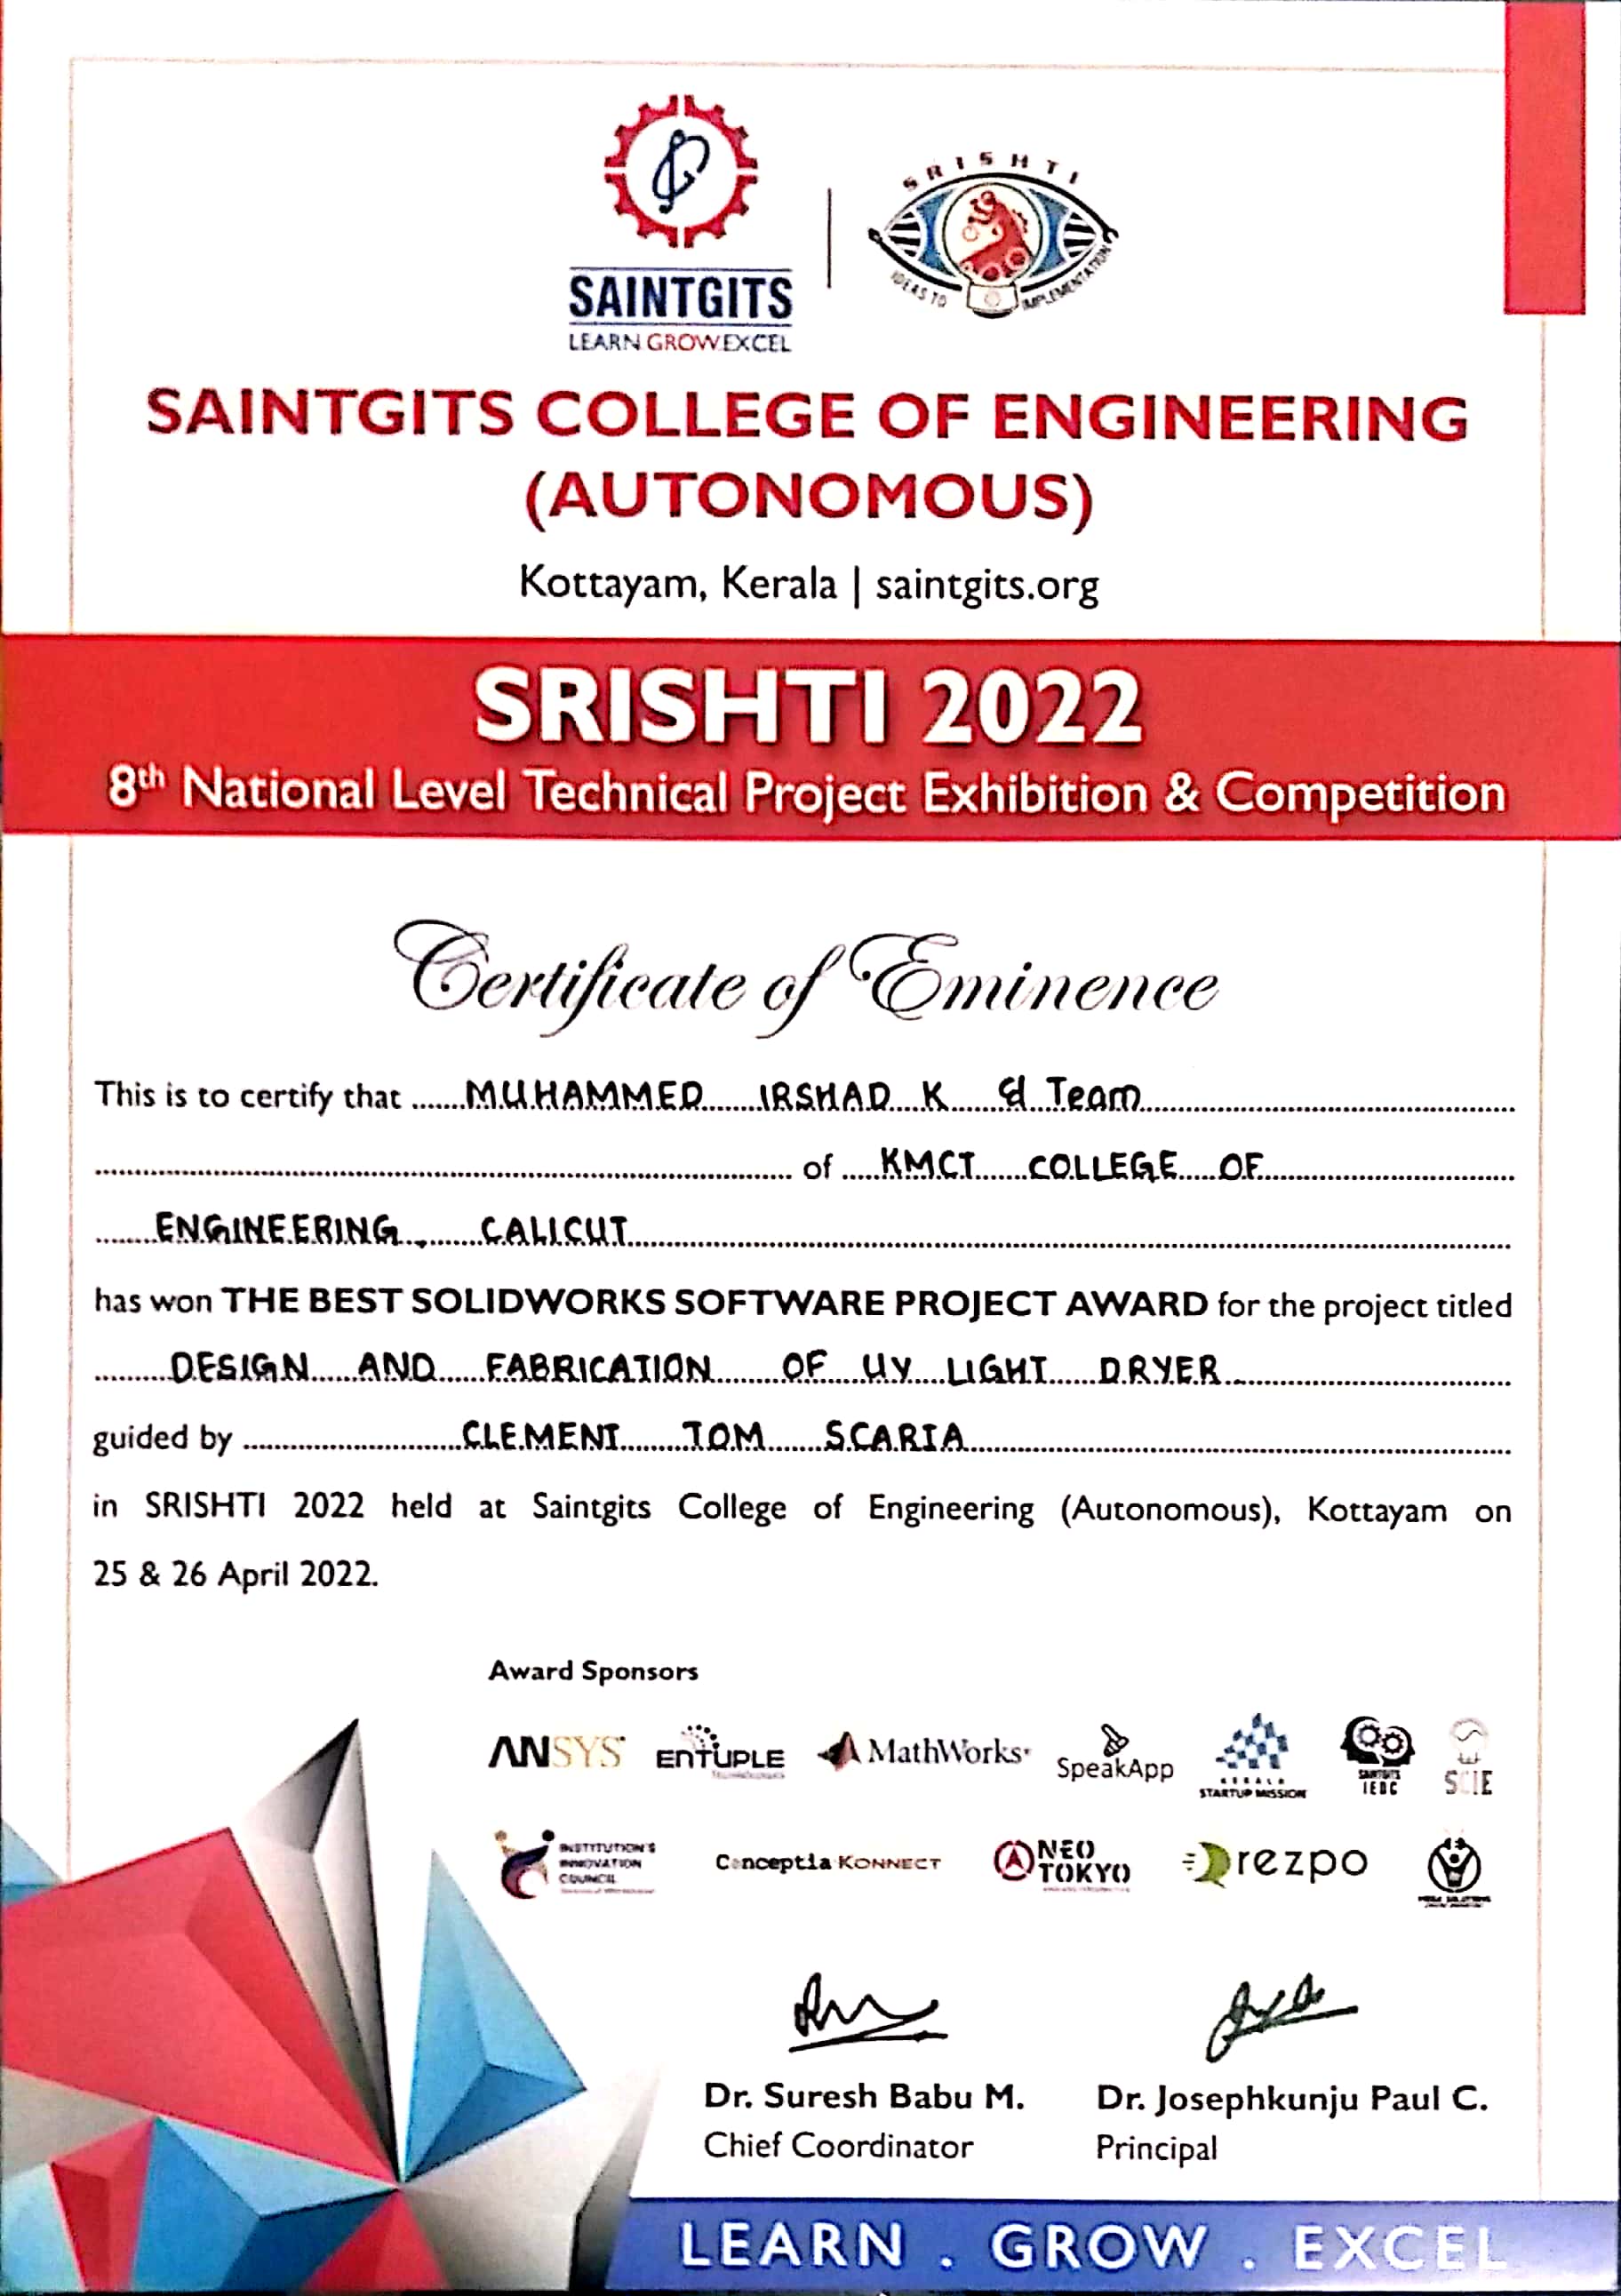 SRISHTI
IDEAS TO IMPLEMENTATION
SAINTGITS
LEARN GROW EXCEL
SAINTGITS COLLEGE OF ENGINEERING
(AUTONOMOUS)
Kottayam, Kerala | saintgits.org
SRISHTI 2022
8th National Level Technical Project Exhibition & Competition
Certificate of Eminence
This is to certify that MUHAMMED IRSHAD K & Team
of KMCT COLLEGE OF
ENGINEERING, CALICUT
has won THE BEST SOLIDWORKS SOFTWARE PROJECT AWARD for the project titled
DESIGN AND FABRICATION OF UV LIGHT DRYER
guided by CLEMENT TOM SCARIA
in SRISHTI 2022 held at Saintgits College of Engineering (Autonomous), Kottayam on
25 & 26 April 2022.
Award Sponsors
ANSYS ENTUPLE MathWorks SpeakApp KERALA STARTUP MISSION SAINTGITS IEDC SCIE
INSTITUTION'S INNOVATION COUNCIL Conceptia KONNECT NEO TOKYO rezpo
Dr. Suresh Babu M. Dr. Josephkunju Paul C.
Chief Coordinator Principal
LEARN . GROW . EXCEL